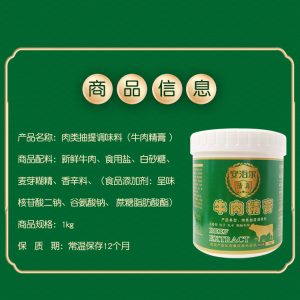 商品信息
产品名称：肉类抽提调味料（牛肉精膏）
商品配料：新鲜牛肉、食用盐、白砂糖、
麦芽糊精、香辛料、（食品添加剂：呈味
核苷酸二钠、谷氨酸钠、蔗糖脂肪酸酯）
商品规格：1kg
保 质 期：常温保存12个月
牛肉精膏
BEEF
EXTRACT